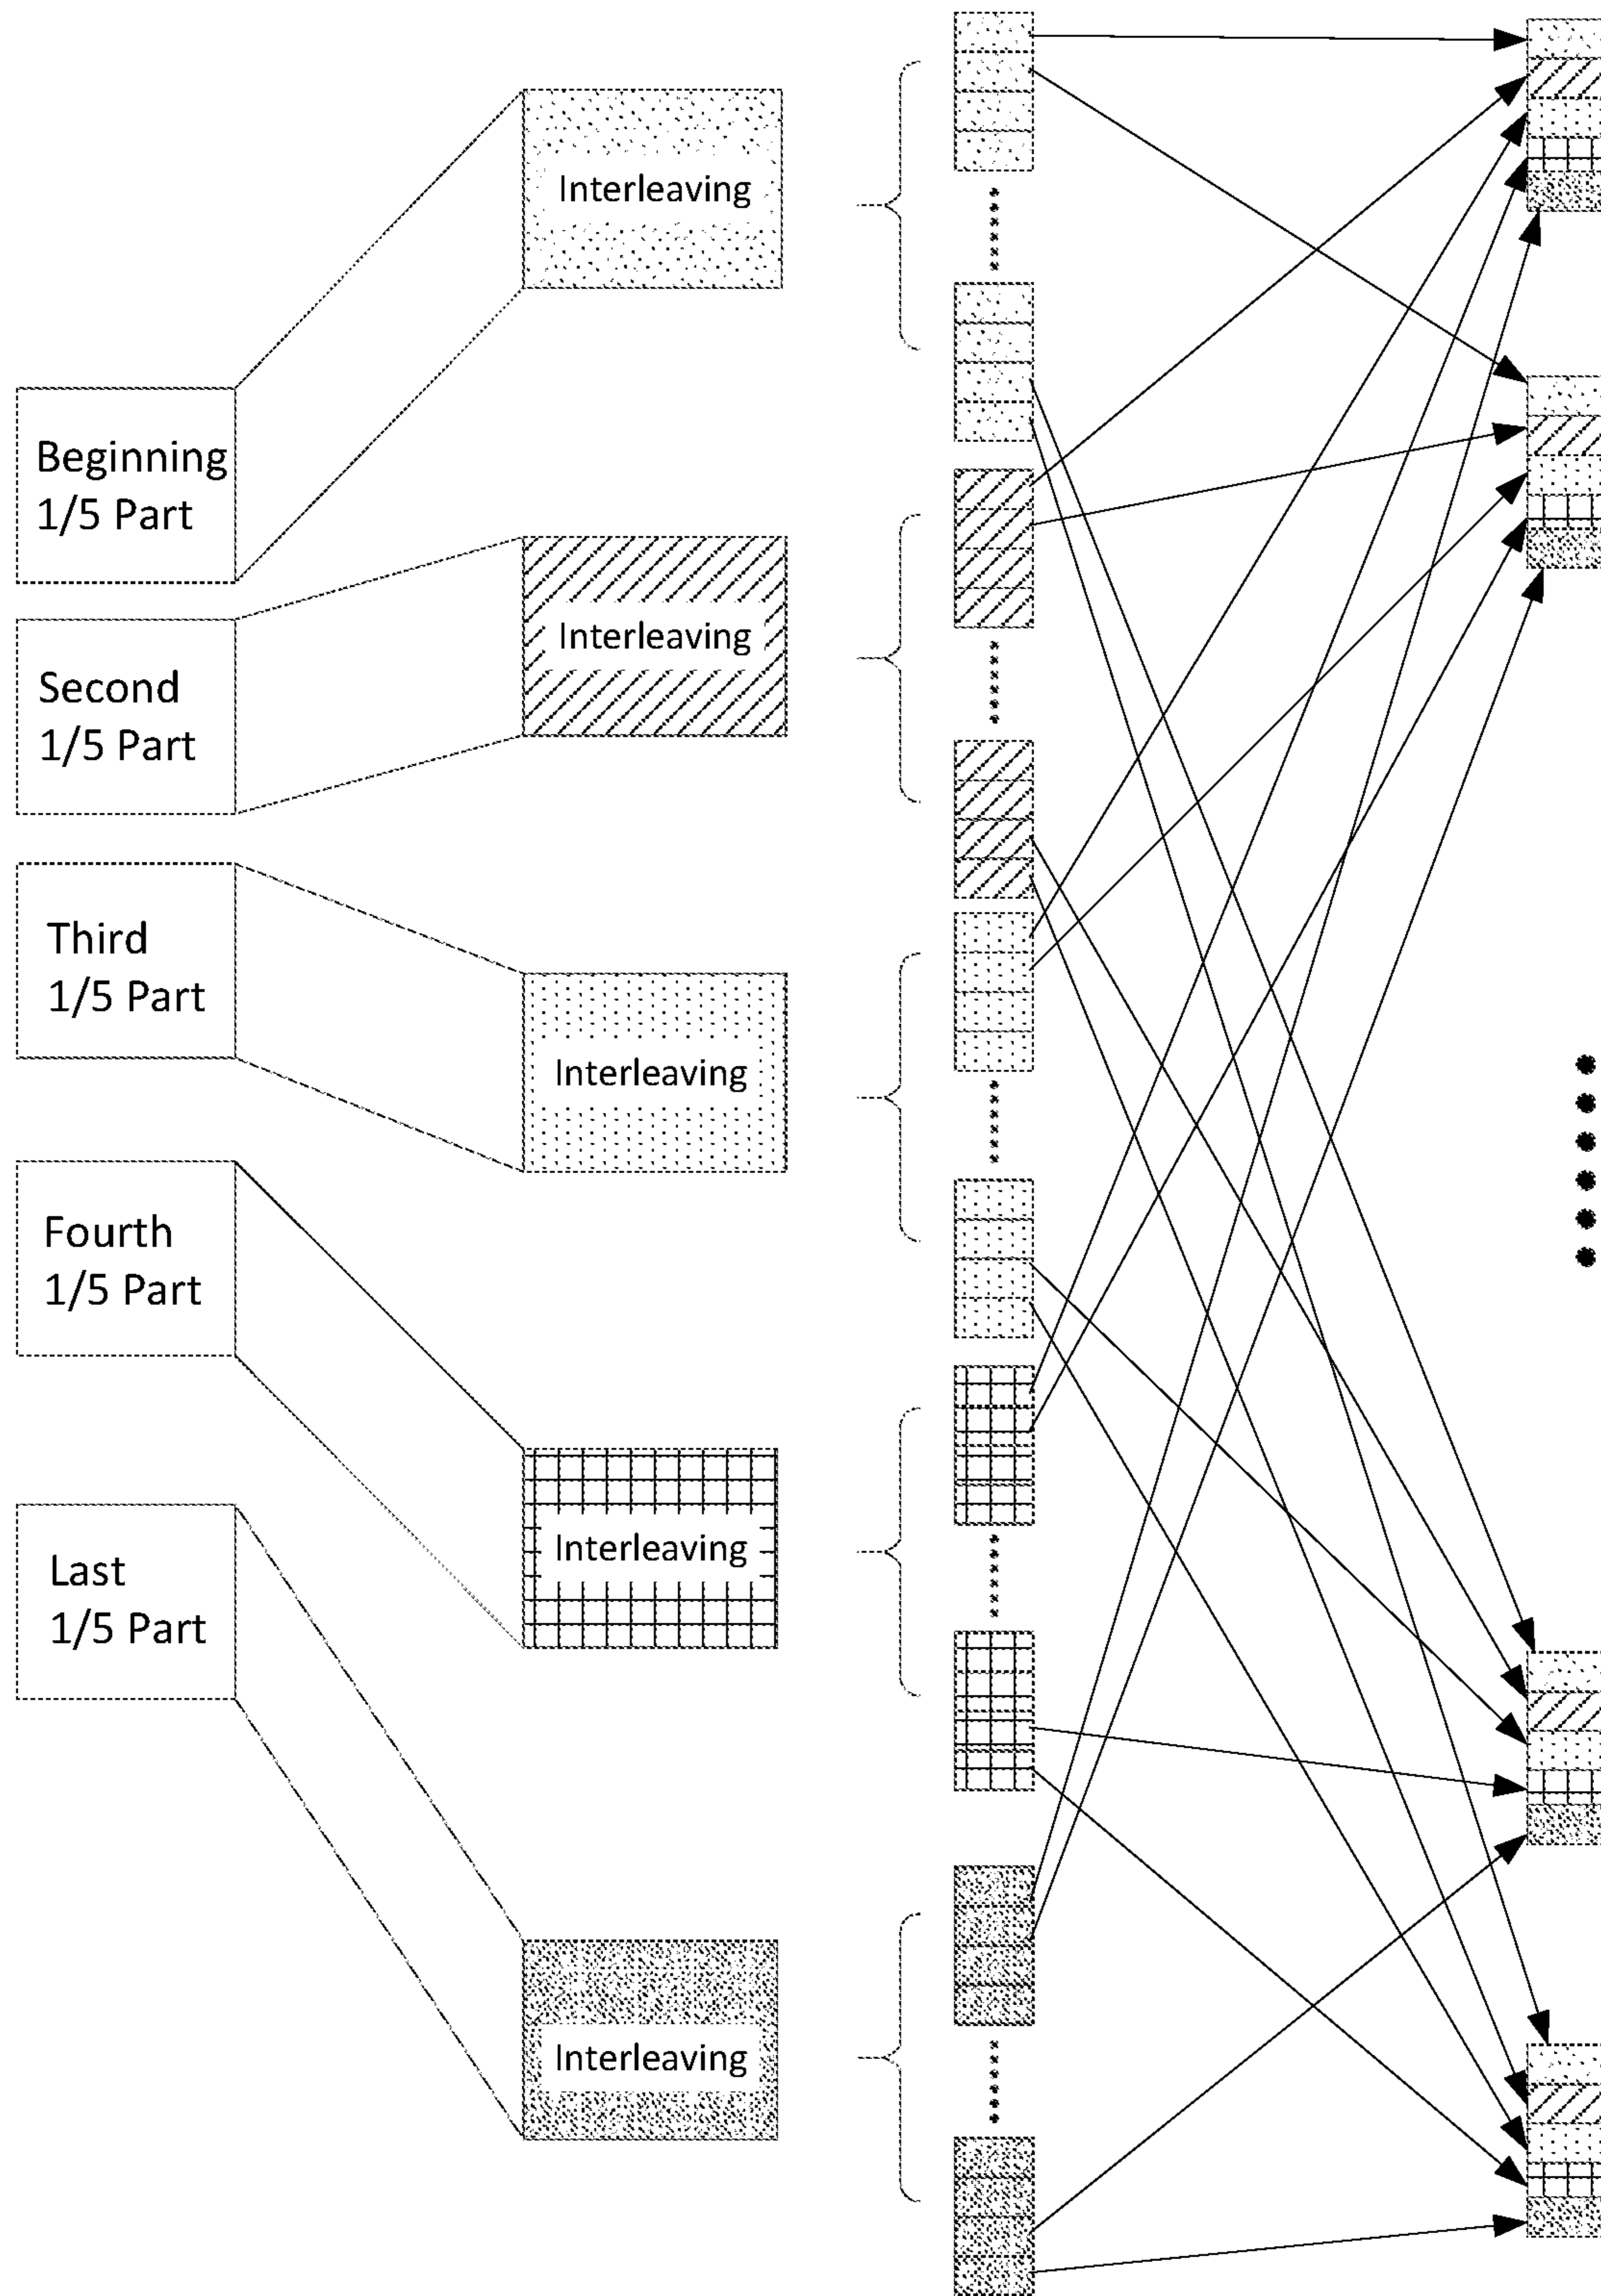 Interleaving
Beginning
1/5 Part
Interleaving
Second
1/5 Part
Third
1/5 Part
Interleaving
Fourth
1/5 Part
Interleaving
Last
1/5 Part
Interleaving